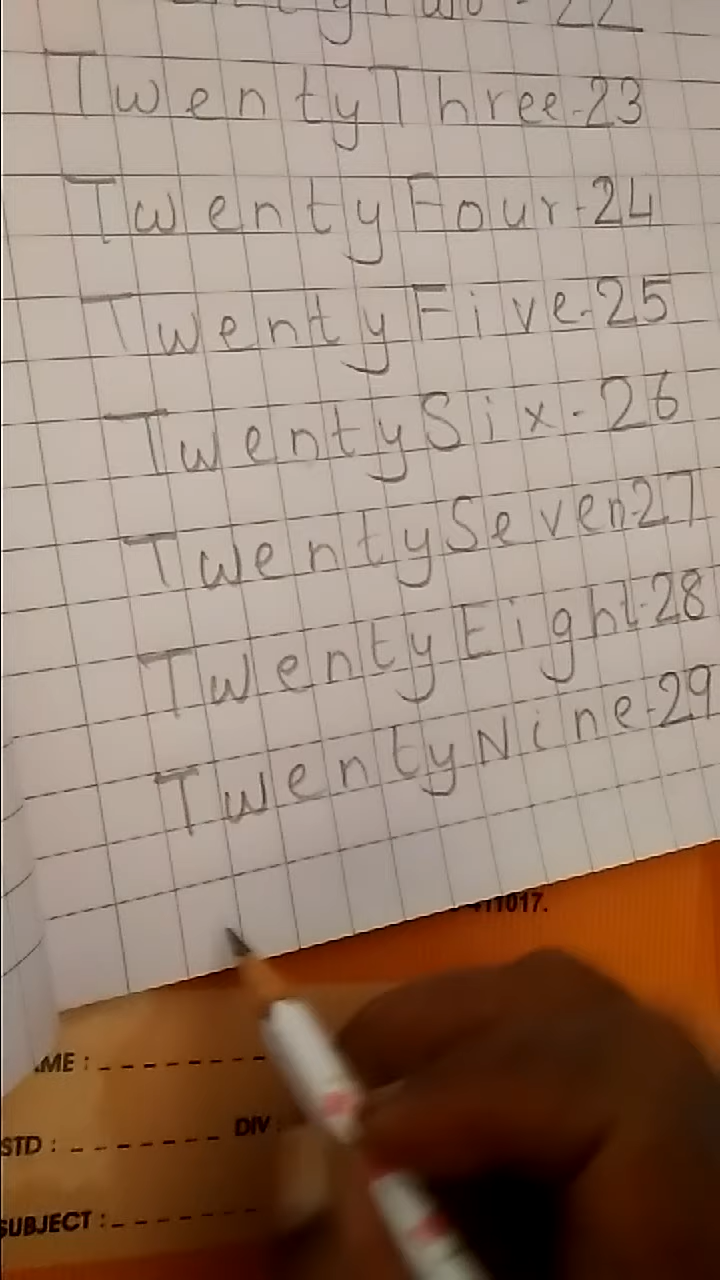 22
TwentyThree-23
TwentyFour-24
TwentyFive-25
TwentySix-26
TwentySeven-27
TwentyEight-28
TwentyNine-29
11017.
ME :
STD :
DIV
SUBJECT :